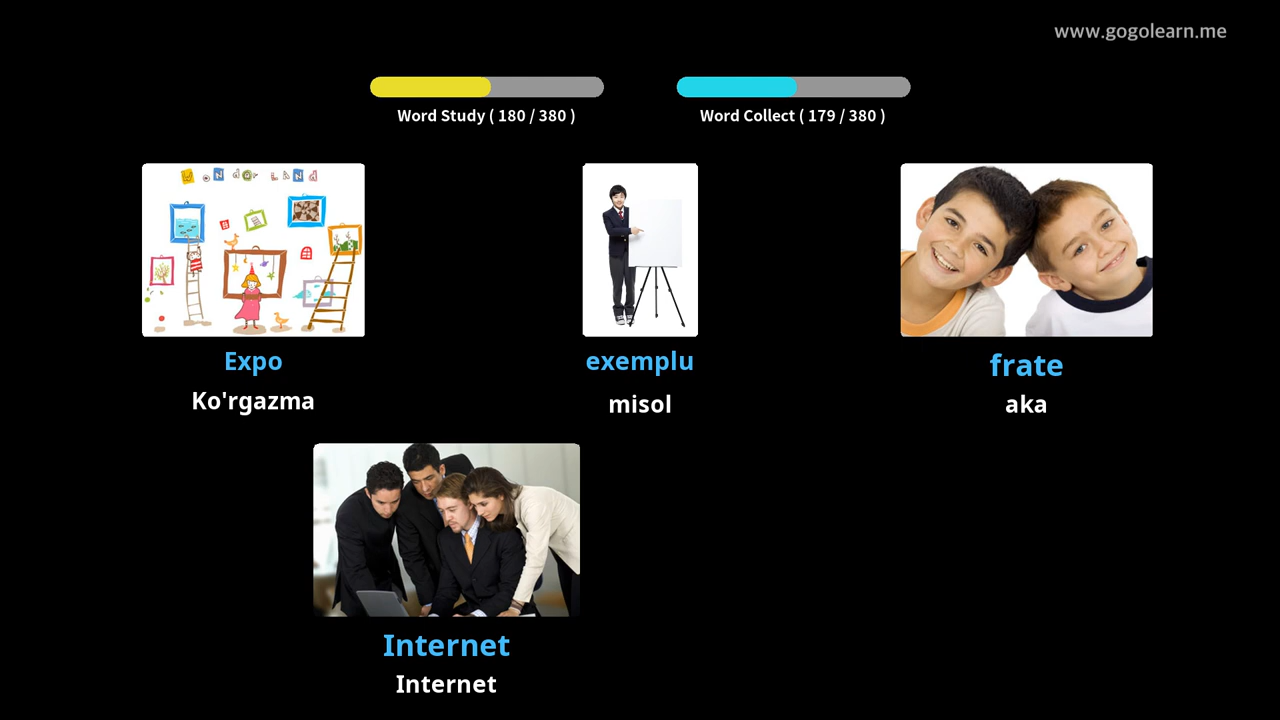 www.gogolearn.me
Word Study ( 180 / 380 )
Word Collect ( 179 / 380 )
Expo
Ko'rgazma
exemplu
misol
frate
aka
Internet
Internet